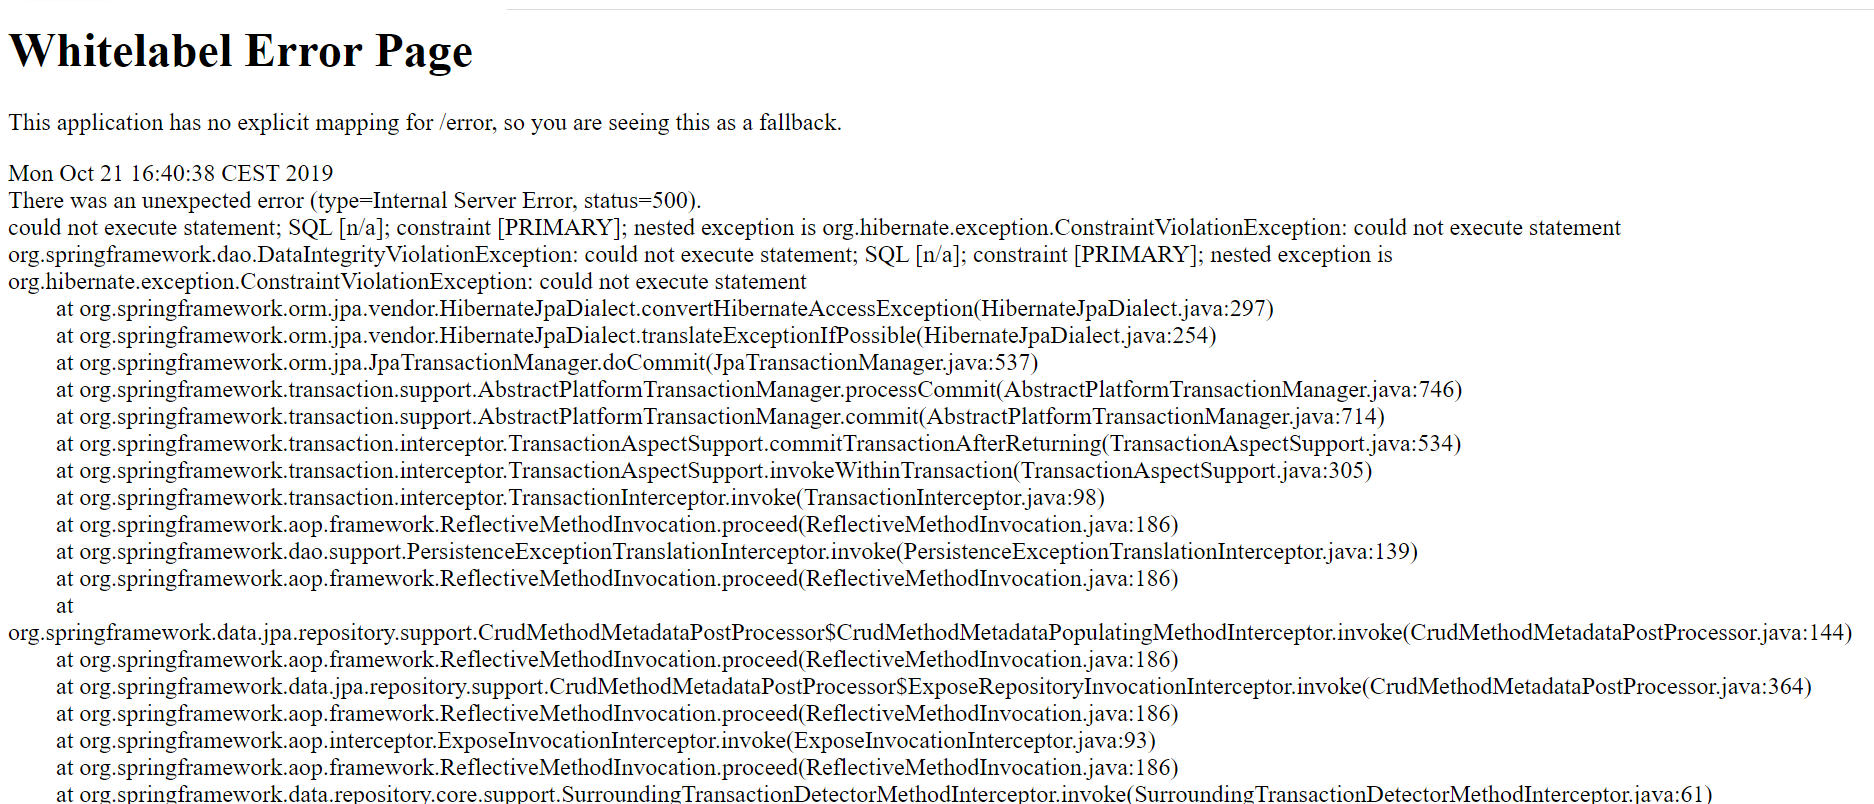 Whitelabel Error Page
This application has no explicit mapping for /error, so you are seeing this as a fallback.
Mon Oct 21 16:40:38 CEST 2019
There was an unexpected error (type=Internal Server Error, status=500).
could not execute statement; SQL [n/a]; constraint [PRIMARY]; nested exception is org.hibernate.exception.ConstraintViolationException: could not execute statement
org.springframework.dao.DataIntegrityViolationException: could not execute statement; SQL [n/a]; constraint [PRIMARY]; nested exception is
org.hibernate.exception.ConstraintViolationException: could not execute statement
at org.springframework.orm.jpa.vendor.HibernateJpaDialect.convertHibernateAccessException(HibernateJpaDialect.java:297)
at org.springframework.orm.jpa.vendor.HibernateJpaDialect.translateExceptionIfPossible(HibernateJpaDialect.java:254)
at org.springframework.orm.jpa.JpaTransactionManager.doCommit(JpaTransactionManager.java:537)
at org.springframework.transaction.support.AbstractPlatformTransactionManager.processCommit(AbstractPlatformTransactionManager.java:746)
at org.springframework.transaction.support.AbstractPlatformTransactionManager.commit(AbstractPlatformTransactionManager.java:714)
at org.springframework.transaction.interceptor.TransactionAspectSupport.commitTransactionAfterReturning(TransactionAspectSupport.java:534)
at org.springframework.transaction.interceptor.TransactionAspectSupport.invokeWithinTransaction(TransactionAspectSupport.java:305)
at org.springframework.transaction.interceptor.TransactionInterceptor.invoke(TransactionInterceptor.java:98)
at org.springframework.aop.framework.ReflectiveMethodInvocation.proceed(ReflectiveMethodInvocation.java:186)
at org.springframework.dao.support.PersistenceExceptionTranslationInterceptor.invoke(PersistenceExceptionTranslationInterceptor.java:139)
at org.springframework.aop.framework.ReflectiveMethodInvocation.proceed(ReflectiveMethodInvocation.java:186)
at
org.springframework.data.jpa.repository.support.CrudMethodMetadataPostProcessor$CrudMethodMetadataPopulatingMethodInterceptor.invoke(CrudMethodMetadataPostProcessor.java:144)
at org.springframework.aop.framework.ReflectiveMethodInvocation.proceed(ReflectiveMethodInvocation.java:186)
at org.springframework.data.jpa.repository.support.CrudMethodMetadataPostProcessor$ExposeRepositoryInvocationInterceptor.invoke(CrudMethodMetadataPostProcessor.java:364)
at org.springframework.aop.framework.ReflectiveMethodInvocation.proceed(ReflectiveMethodInvocation.java:186)
at org.springframework.aop.interceptor.ExposeInvocationInterceptor.invoke(ExposeInvocationInterceptor.java:93)
at org.springframework.aop.framework.ReflectiveMethodInvocation.proceed(ReflectiveMethodInvocation.java:186)
at org.springframework.data.repository.core.support.SurroundingTransactionDetectorMethodInterceptor.invoke(SurroundingTransactionDetectorMethodInterceptor.java:61)